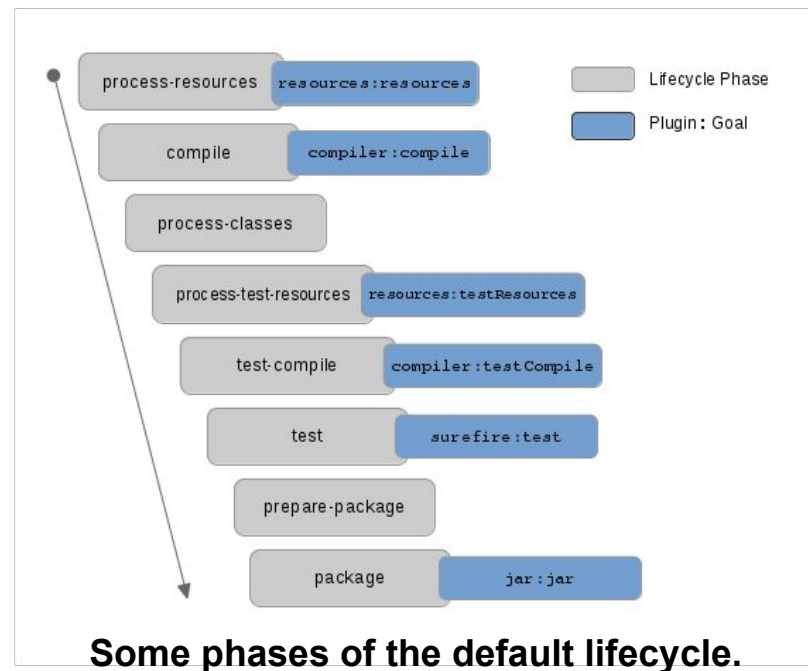 process-resources resources:resources
Lifecycle Phase
compile compiler:compile
Plugin: Goal
process-classes
process-test-resources resources:testResources
test-compile compiler:testCompile
test surefire:test
prepare-package
package jar:jar
Some phases of the default lifecycle.